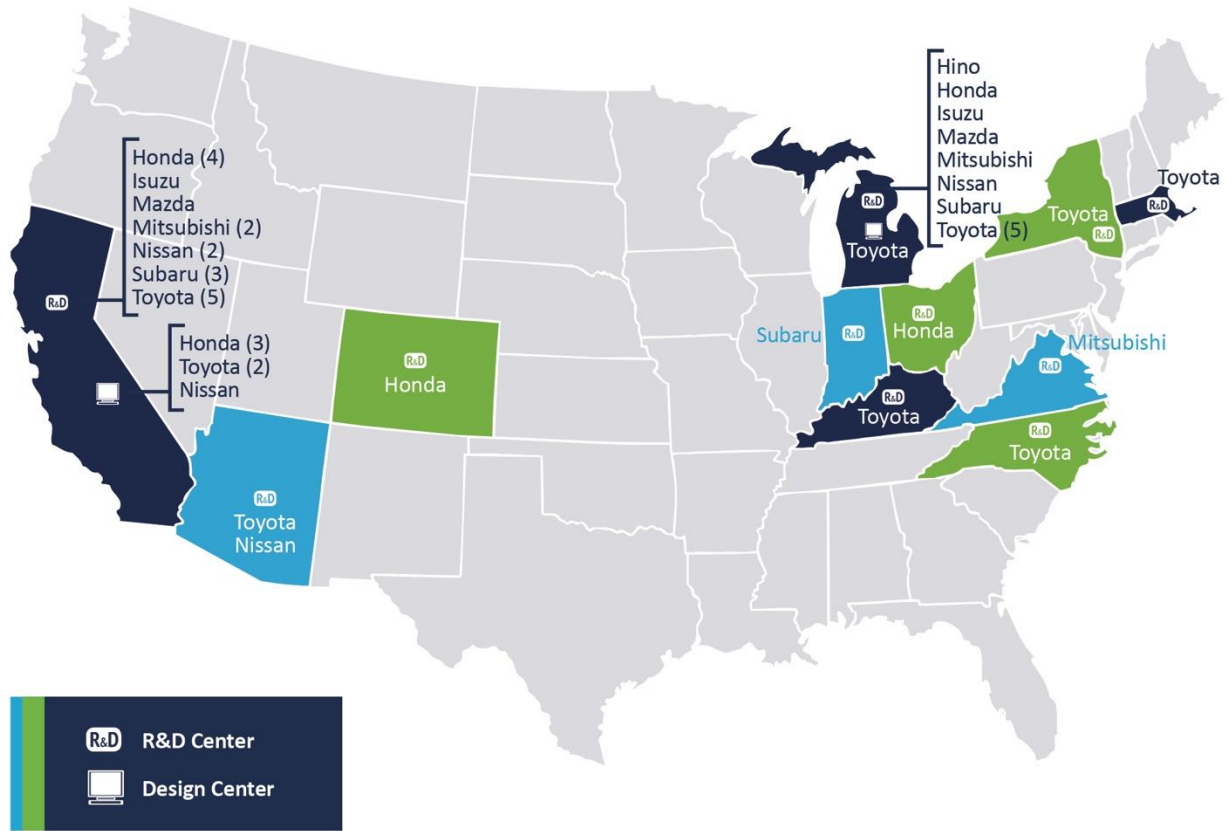 Honda (4)
Isuzu
Mazda
Mitsubishi (2)
Nissan (2)
Subaru (3)
Toyota (5)
R&D
Honda (3)
Toyota (2)
Nissan
R&D
Toyota
Nissan
R&D
Honda
Hino
Honda
Isuzu
Mazda
Mitsubishi
Nissan
Subaru
Toyota (5)
R&D
Toyota
Subaru
R&D
R&D
Honda
R&D
Toyota
Toyota
R&D
Toyota
R&D
Mitsubishi
R&D
R&D
Toyota
R&D R&D Center
Design Center